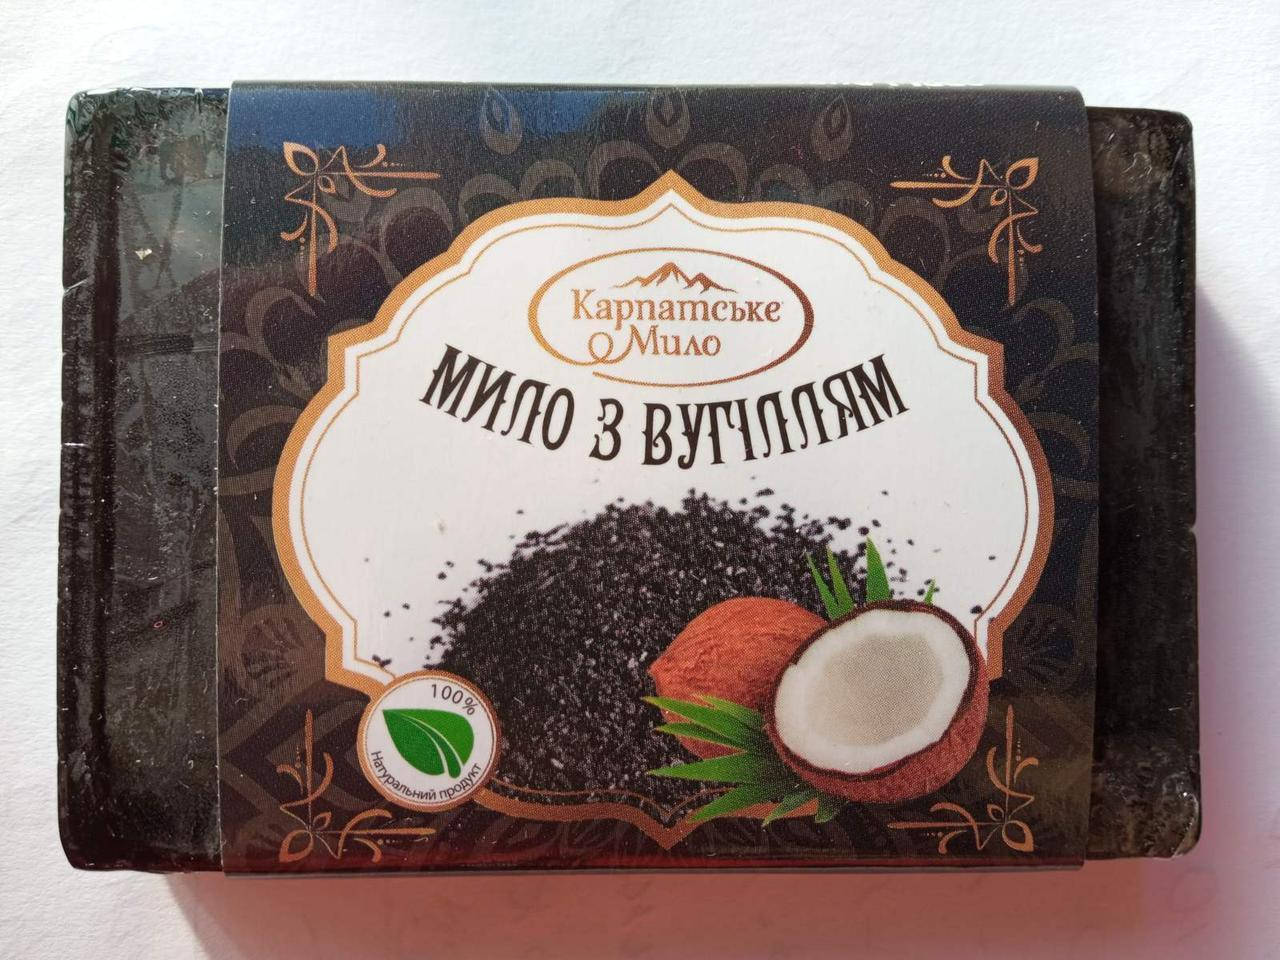 Карпатське
Мило
МИЛО З ВУГІЛЛЯМ
100%
Натуральний продукт